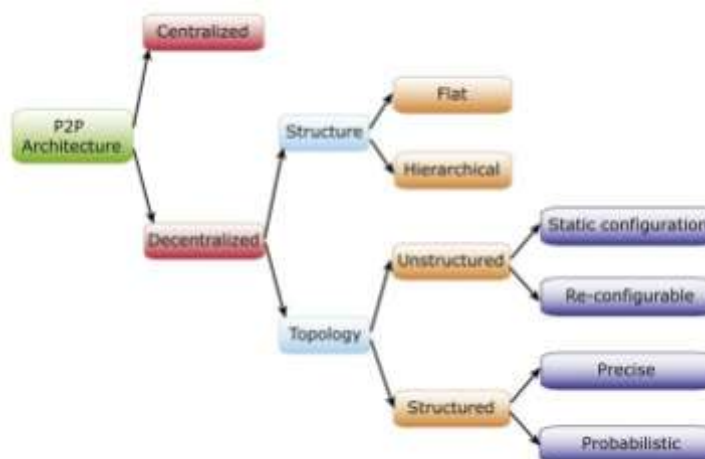 Centralized
P2P
Architecture
Decentralized
Structure
Flat
Hierarchical
Topology
Unstructured
Static configuration
Re-configurable
Structured
Precise
Probabilistic